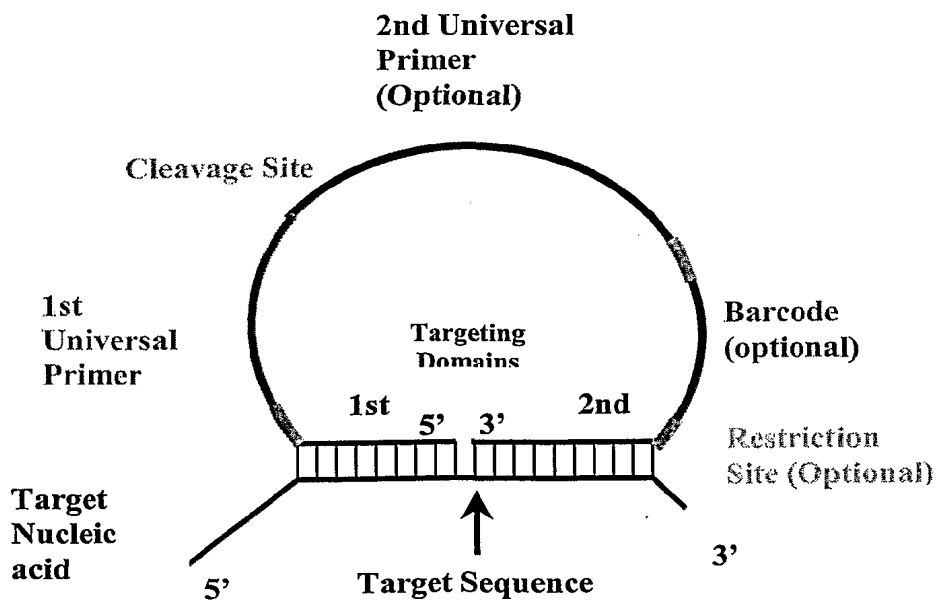 2nd Universal
Primer
(Optional)
Cleavage Site
1st
Universal
Primer
Targeting
Domains
Barcode
(optional)
1st
5’
3’
2nd
Restriction
Site (Optional)
Target
Nucleic
acid
5’
Target Sequence
3’